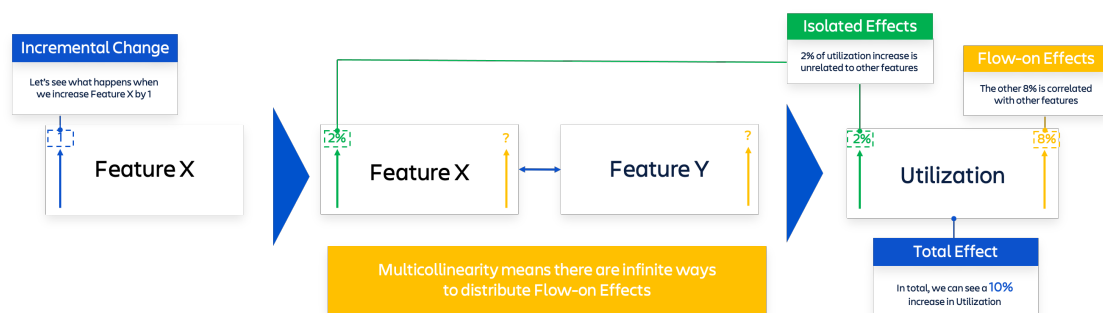 Incremental Change
Let's see what happens when
we increase Feature X by 1
Feature X
2%
?
Feature X
?
Feature Y
Multicollinearity means there are infinite ways
to distribute Flow-on Effects
Isolated Effects
2% of utilization increase is
unrelated to other features
Flow-on Effects
The other 8% is correlated
with other features
2%
8%
Utilization
Total Effect
In total, we can see a 10%
increase in Utilization